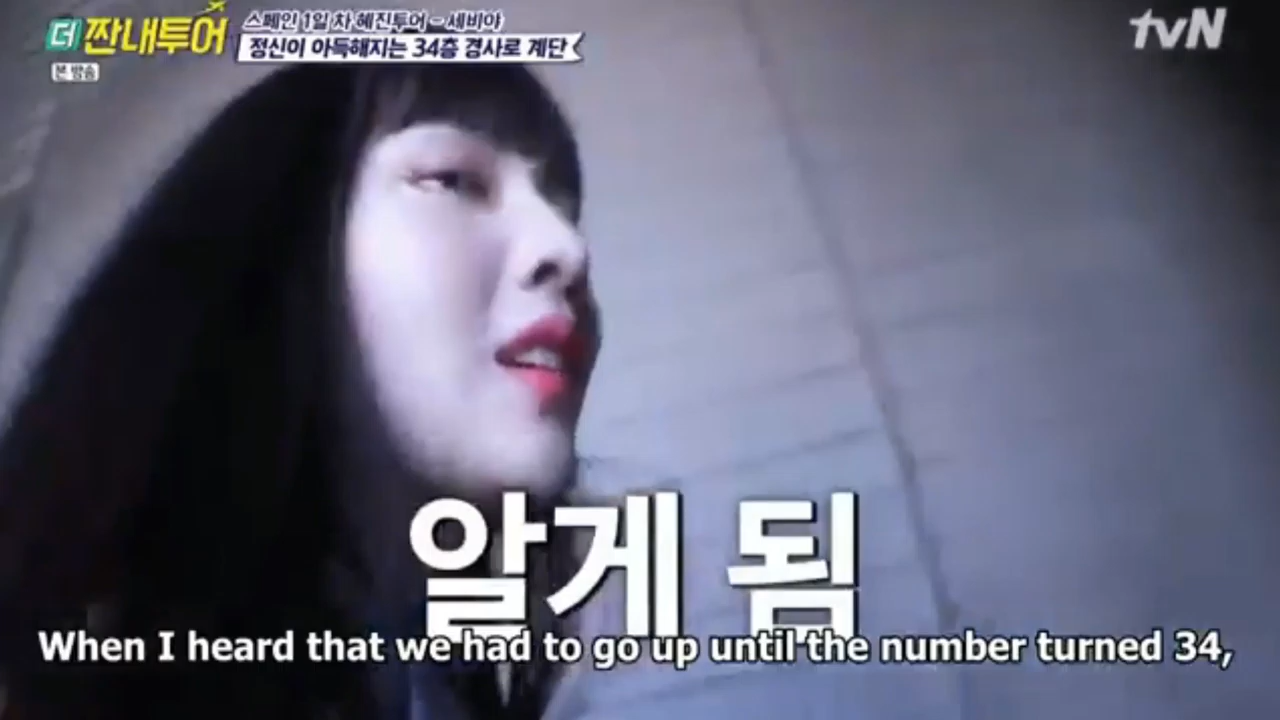 더 짠내투어
스페인 1일 차 혜진투어 - 세비야
정신이 아득해지는 34층 경사로 계단
본 방송
tvN
알게 됨
When I heard that we had to go up until the number turned 34,